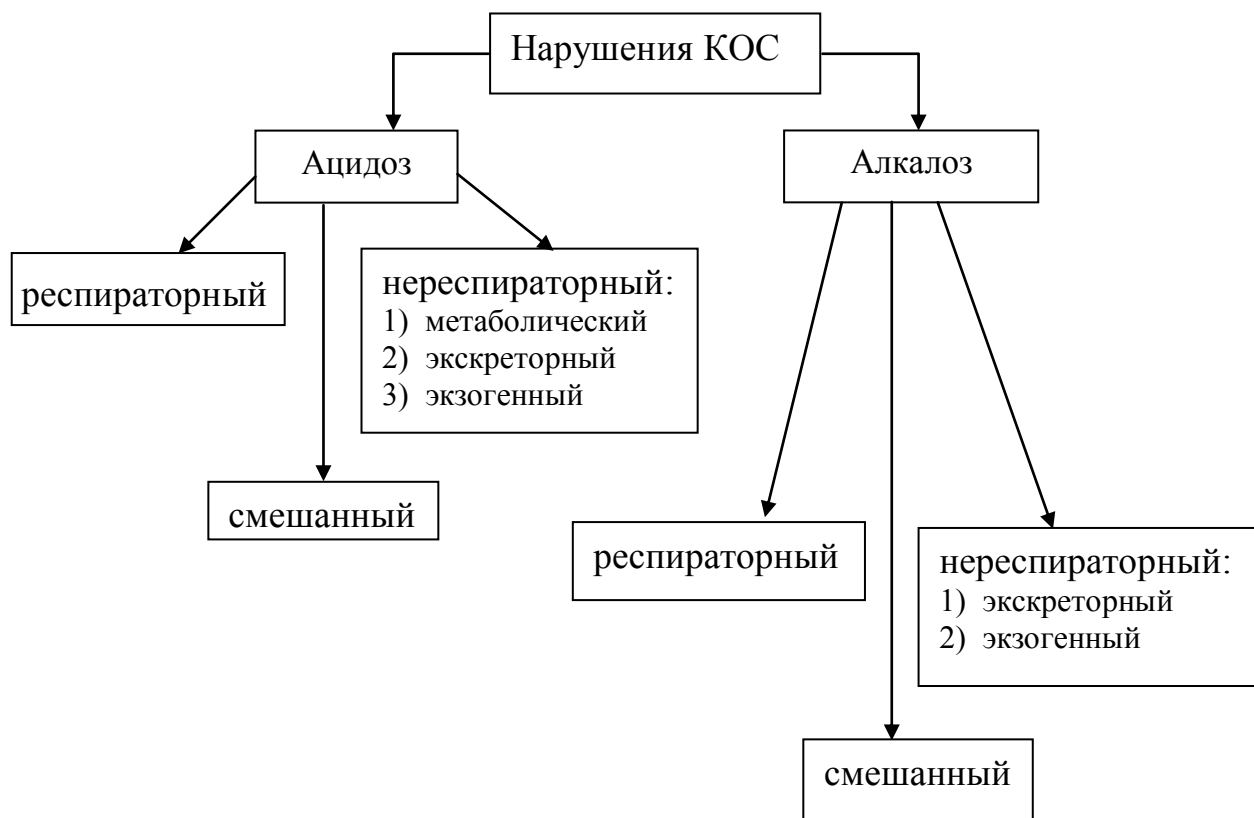 Нарушения КОС
Ацидоз
Алкалоз
респираторный
нереспираторный:
1) метаболический
2) экскреторный
3) экзогенный
смешанный
респираторный
нереспираторный:
1) экскреторный
2) экзогенный
смешанный